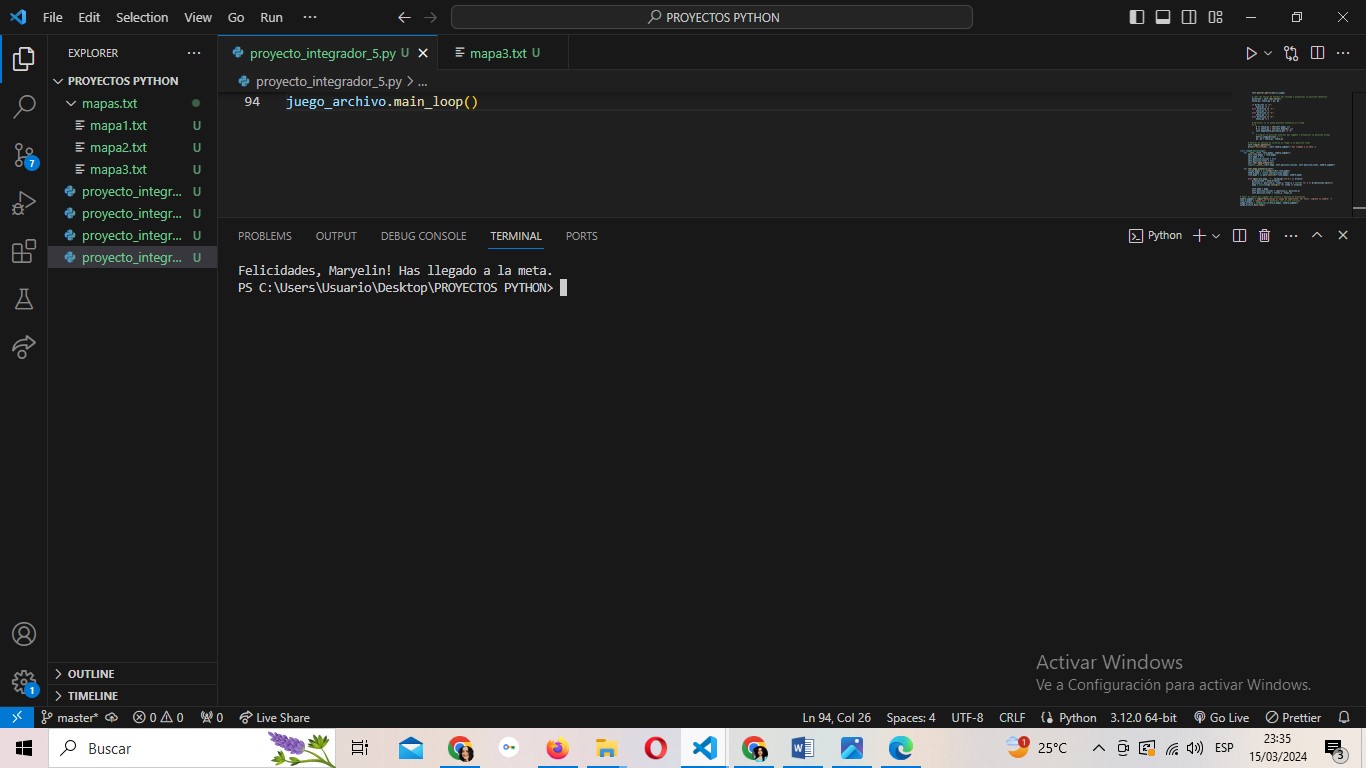 File Edit Selection View Go Run ···
PROYECTOS PYTHON
EXPLORER ···
proyecto_integrador_5.py U
mapa3.txt U
PROYECTOS PYTHON
proyecto_integrador_5.py > ...
mapas.txt
94 juego_archivo.main_loop()
mapa1.txt U
mapa2.txt U
mapa3.txt U
proyecto_integr... U
proyecto_integr... U
proyecto_integr... U
proyecto_integr... U
7
PROBLEMS OUTPUT DEBUG CONSOLE TERMINAL PORTS
Python
Felicidades, Maryelin! Has llegado a la meta.
PS C:\Users\Usuario\Desktop\PROYECTOS PYTHON>
Activar Windows
Ve a Configuración para activar Windows.
OUTLINE
TIMELINE
1
master* 0 0 0 Live Share
Ln 94, Col 26 Spaces: 4 UTF-8 CRLF Python 3.12.0 64-bit Go Live Prettier
Buscar
1
25°C
ESP
23:35
15/03/2024
3